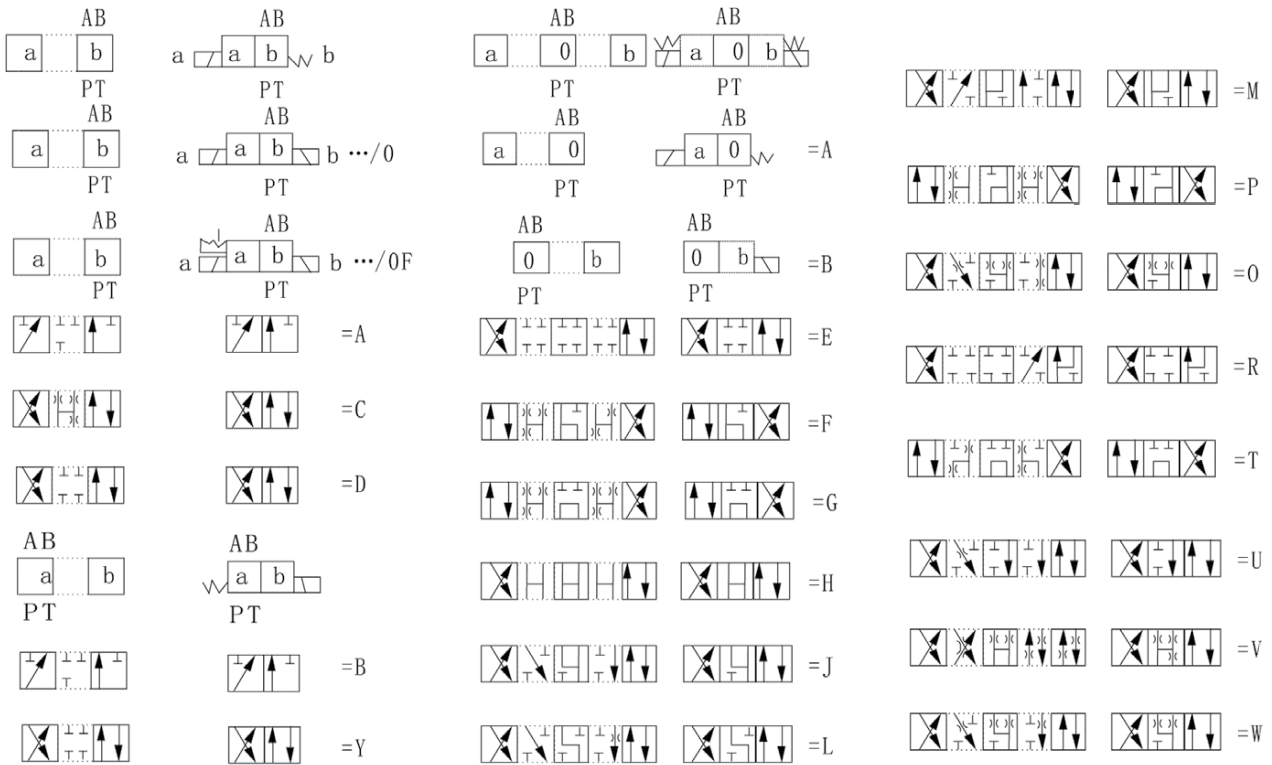 AB
a b
PT
AB
a a b b
PT
AB
a b
PT
AB
a a b b …/0
PT
AB
a b
PT
AB
a a b b …/0F
PT
=A
=C
=D
AB
a b
PT
AB
a b
PT
=B
=Y
AB
a 0 b
PT
AB
a 0 b
PT
AB
a 0
PT
AB
a 0 =A
PT
AB
0 b
PT
AB
0 b =B
PT
=E
=F
=G
=H
=J
=L
=M
=P
=O
=R
=T
=U
=V
=W